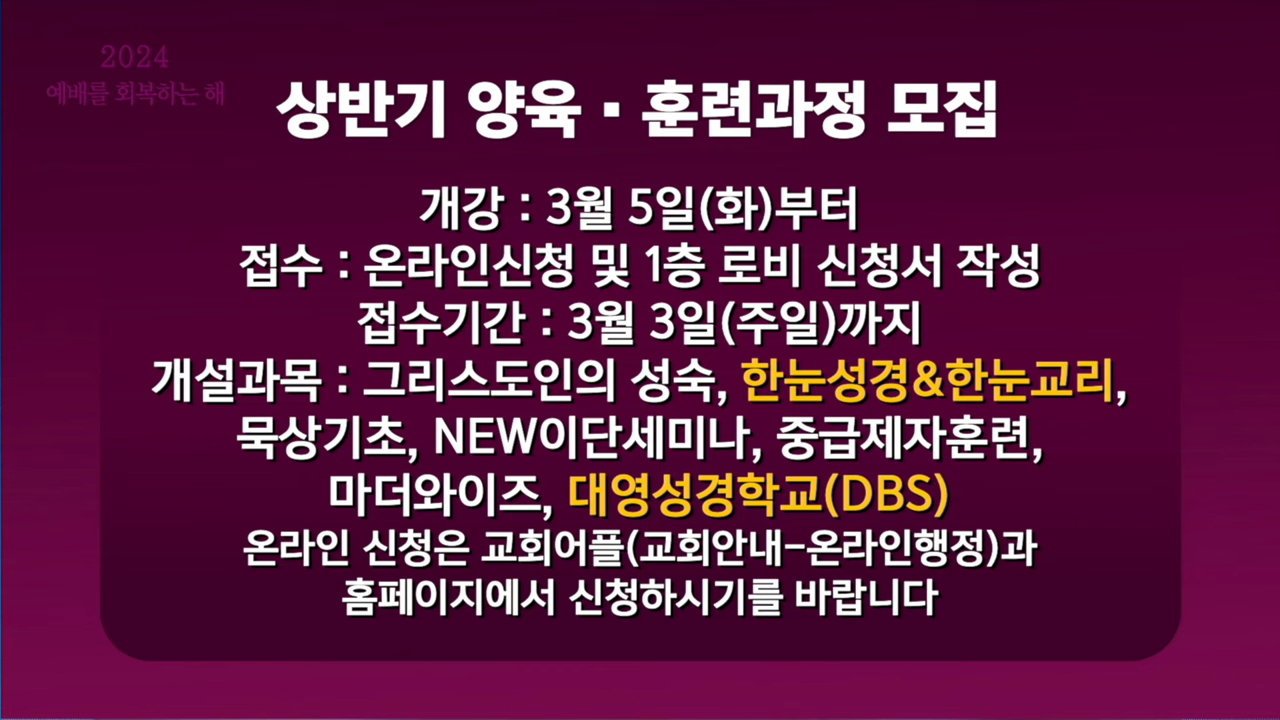 2024
예배를 회복하는 해
상반기 양육·훈련과정 모집
개강 : 3월 5일(화)부터
접수 : 온라인신청 및 1층 로비 신청서 작성
접수기간 : 3월 3일(주일)까지
개설과목 : 그리스도인의 성숙, 한눈성경&한눈교리,
묵상기초, NEW이단세미나, 중급제자훈련,
마더와이즈, 대영성경학교(DBS)
온라인 신청은 교회어플(교회안내-온라인행정)과
홈페이지에서 신청하시기를 바랍니다